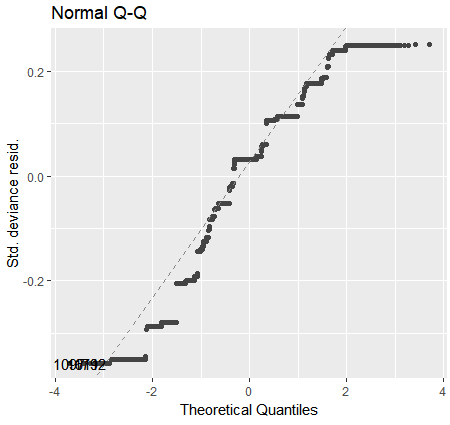 Normal Q-Q
Std. deviance resid.
0.2
0.0
-0.2
-4
-2
0
2
4
Theoretical Quantiles